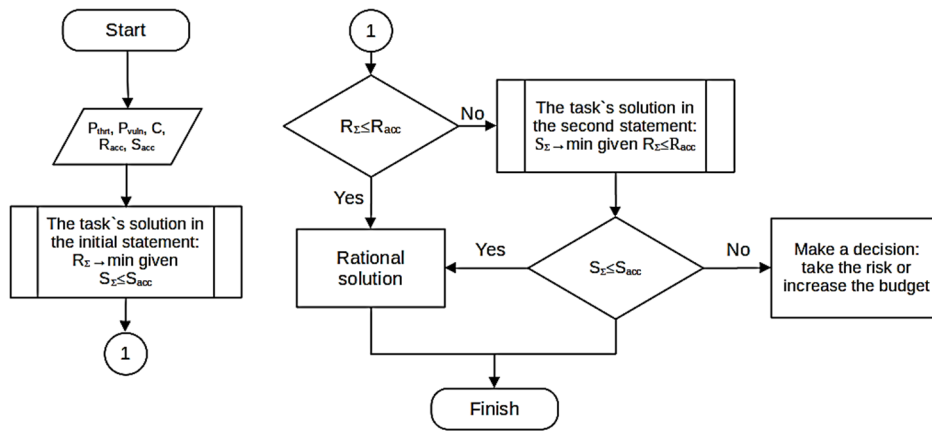 Start
Pthrt, Pvuln, C,
Racc, Sacc
The task`s solution in
the initial statement:
RΣ→min given
SΣ≤Sacc
1
1
RΣ≤Racc
No
Yes
The task`s solution in
the second statement:
SΣ→min given RΣ≤Racc
Rational
solution
Yes
SΣ≤Sacc
No
Make a decision:
take the risk or
increase the budget
Finish